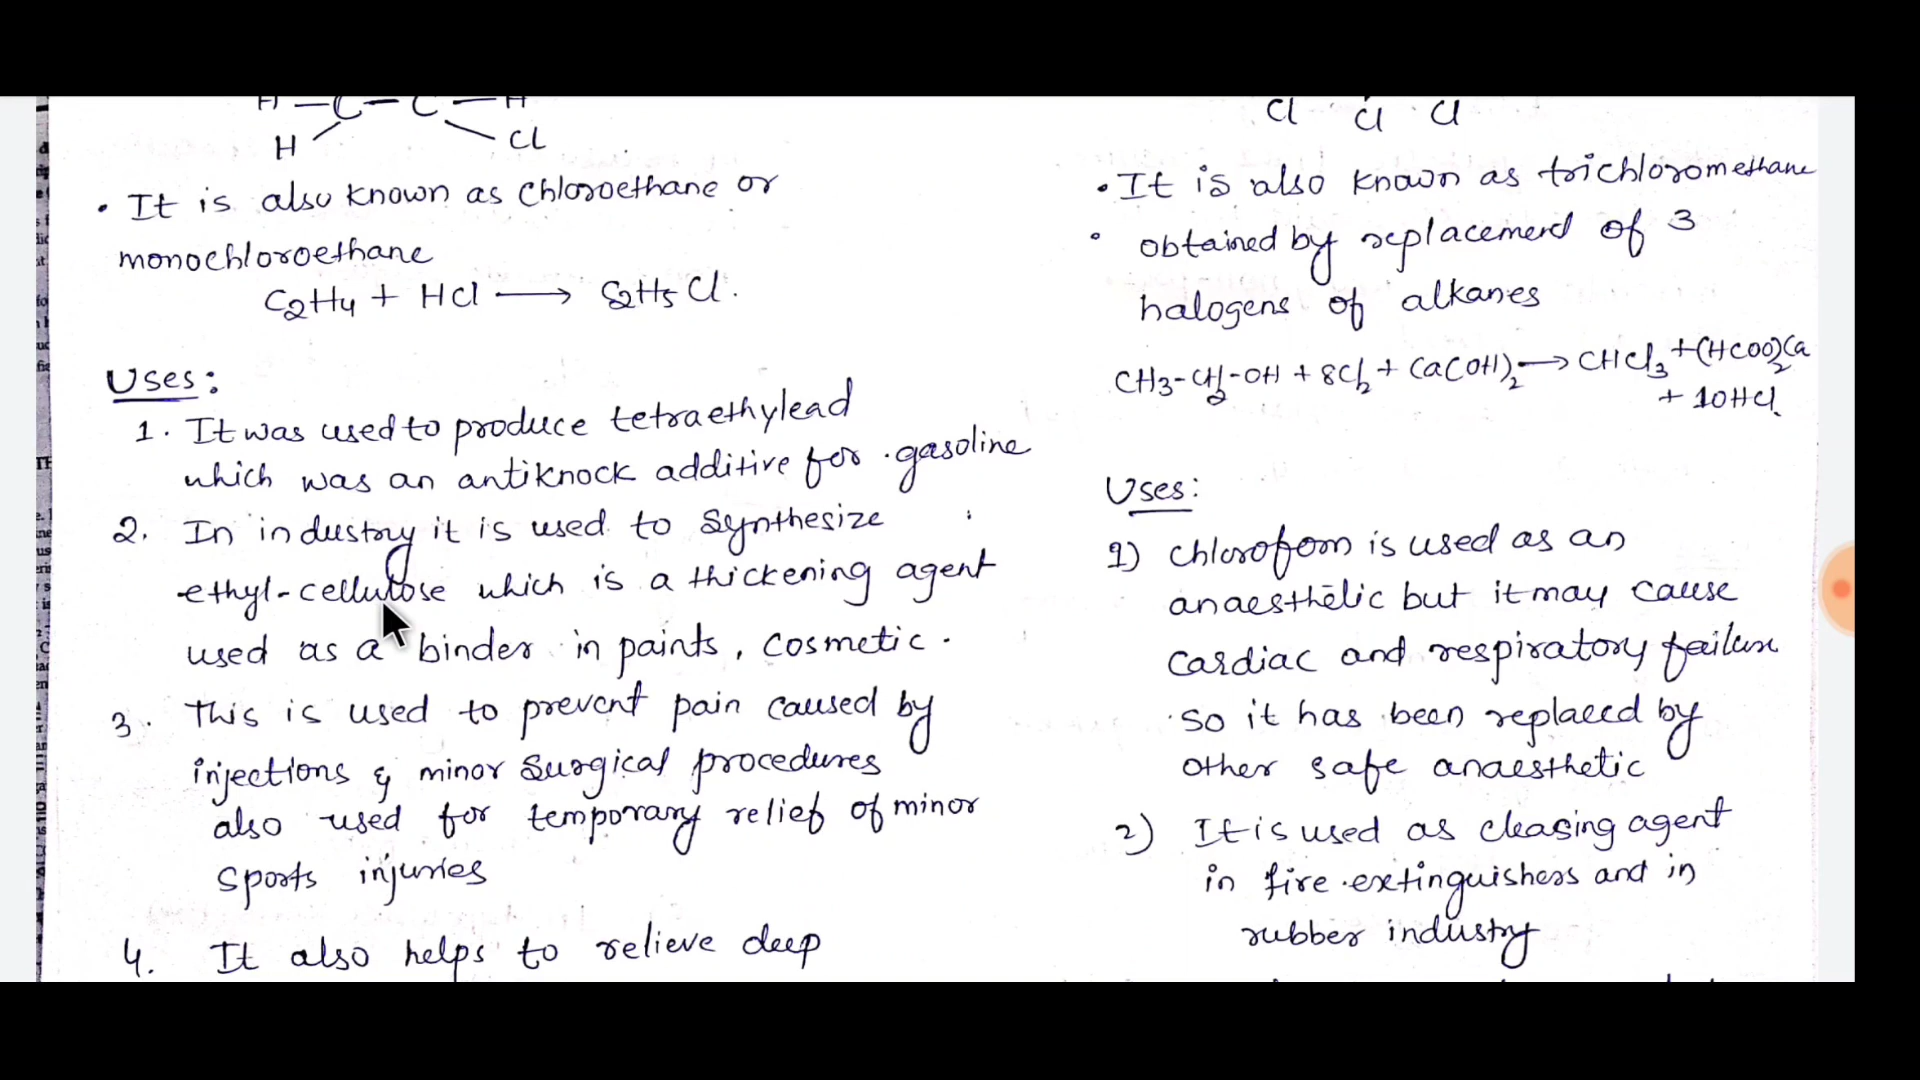 H — C — C — H
H Cl
• It is also known as chloroethane or
monochloroethane
C2H4 + HCl ⟶ C2H5Cl.
Uses:
1. It was used to produce tetraethylead
which was an antiknock additive for gasoline
2. In industry it is used to synthesize
ethyl-cellulose which is a thickening agent
used as a binder in paints, cosmetic.
3. This is used to prevent pain caused by
injections & minor surgical procedures
also used for temporary relief of minor
sports injuries
4. It also helps to relieve deep
Cl Cl Cl
• It is also known as trichloromethane
• obtained by replacement of 3
halogens of alkanes
CH3-CH2-OH + 8Cl2 + Ca(OH)2 ⟶ CHCl3 + (HCOO)2Ca
+ 10HCl
Uses:
1) Chlorofom is used as an
anaesthetic but it may cause
cardiac and respiratory failure
so it has been replaced by
other safe anaesthetic
2) It is used as cleasing agent
in fire extinguishers and in
rubber industry